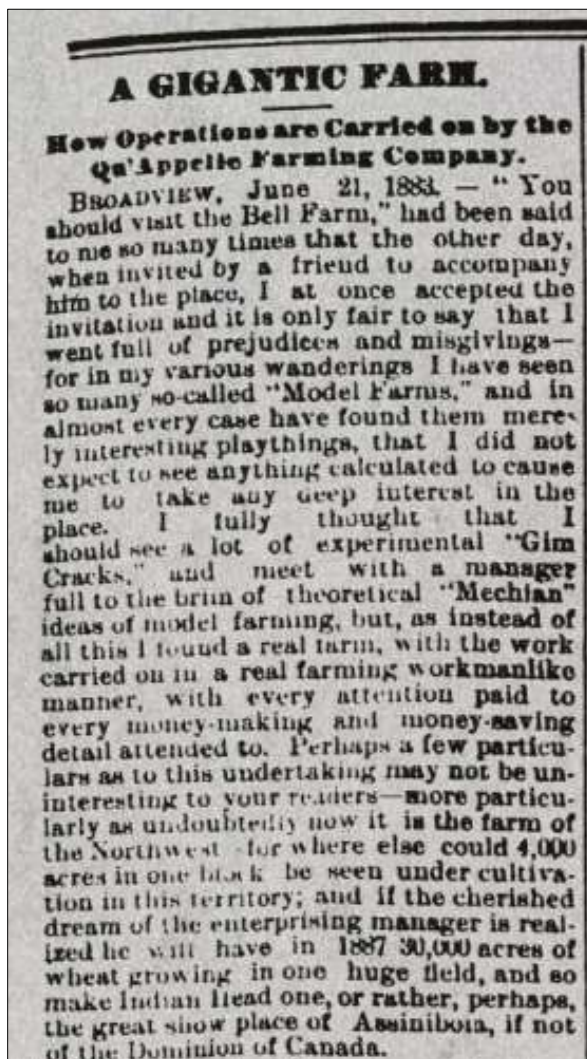 A GIGANTIC FARM.
How Operations are Carried on by the
Qu'Appelle Farming Company.
BROADVIEW, June 21, 1883. — "You
should visit the Bell Farm," had been said
to me so many times that the other day,
when invited by a friend to accompany
him to the place, I at once accepted the
invitation and it is only fair to say that I
went full of prejudices and misgivings—
for in my various wanderings I have seen
so many so-called "Model Farms," and in
almost every case have found them mere-
ly interesting playthings, that I did not
expect to see anything calculated to cause
me to take any deep interest in the
place. I fully thought that I
should see a lot of experimental "Gim
Cracks," and meet with a manager
full to the brim of theoretical "Mechian"
ideas of model farming, but, as instead of
all this I found a real farm, with the work
carried on in a real farming workmanlike
manner, with every attention paid to
every money-making and money-saving
detail attended to. Perhaps a few particu-
lars as to this undertaking may not be un-
interesting to your readers—more particu-
larly as undoubtedly now it is the farm of
the Northwest for where else could 4,000
acres in one block be seen under cultiva-
tion in this territory; and if the cherished
dream of the enterprising manager is real-
ized he will have in 1887 30,000 acres of
wheat growing in one huge field, and so
make Indian Head one, or rather, perhaps,
the great show place of Assiniboia, if not
of the Dominion of Canada.